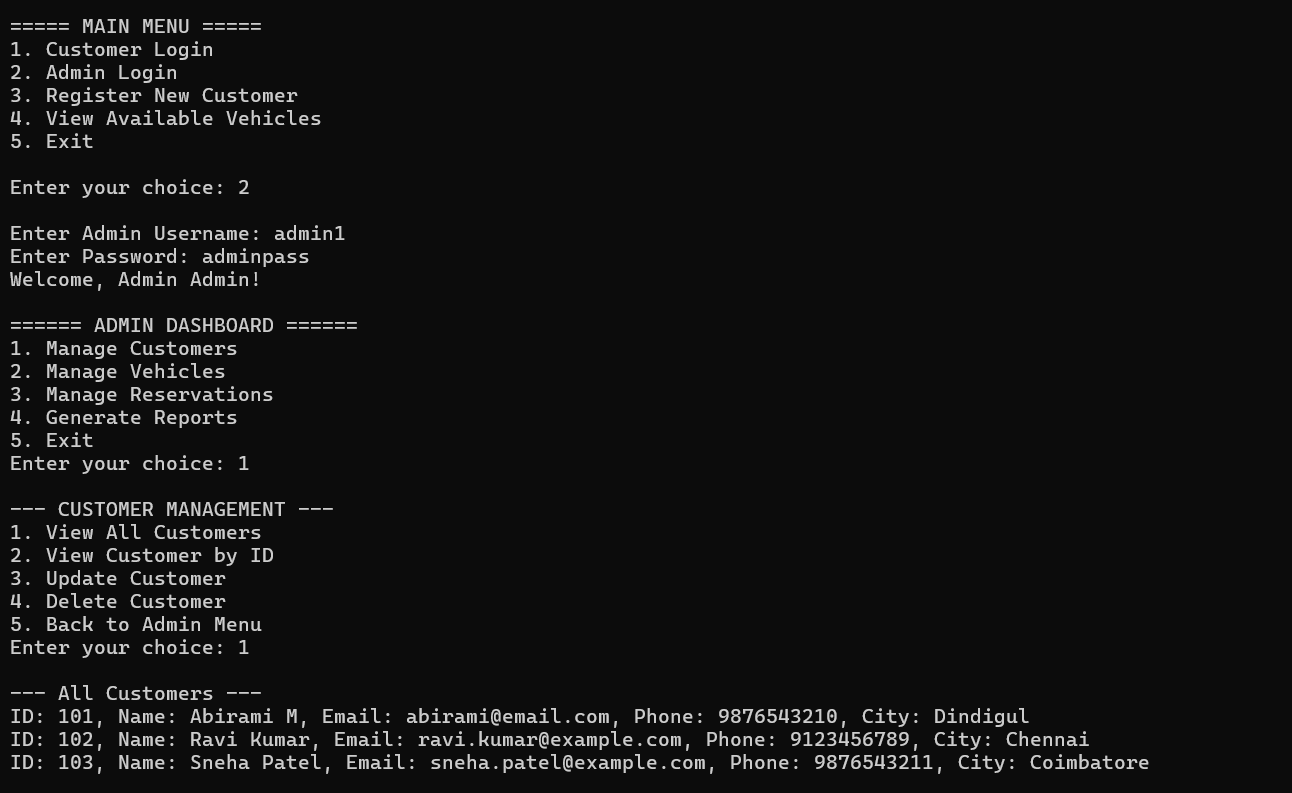 ===== MAIN MENU =====
1. Customer Login
2. Admin Login
3. Register New Customer
4. View Available Vehicles
5. Exit
Enter your choice: 2
Enter Admin Username: admin1
Enter Password: adminpass
Welcome, Admin Admin!
====== ADMIN DASHBOARD ======
1. Manage Customers
2. Manage Vehicles
3. Manage Reservations
4. Generate Reports
5. Exit
Enter your choice: 1
--- CUSTOMER MANAGEMENT ---
1. View All Customers
2. View Customer by ID
3. Update Customer
4. Delete Customer
5. Back to Admin Menu
Enter your choice: 1
--- All Customers ---
ID: 101, Name: Abirami M, Email: abirami@email.com, Phone: 9876543210, City: Dindigul
ID: 102, Name: Ravi Kumar, Email: ravi.kumar@example.com, Phone: 9123456789, City: Chennai
ID: 103, Name: Sneha Patel, Email: sneha.patel@example.com, Phone: 9876543211, City: Coimbatore